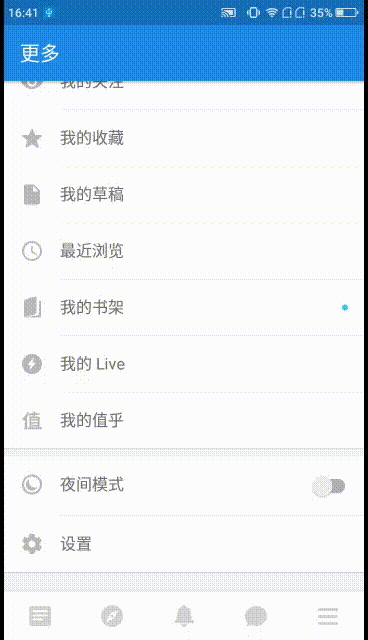 16:41 35%
更多
我的关注
我的收藏
我的草稿
最近浏览
我的书架
我的 Live
值 我的值乎
夜间模式
设置